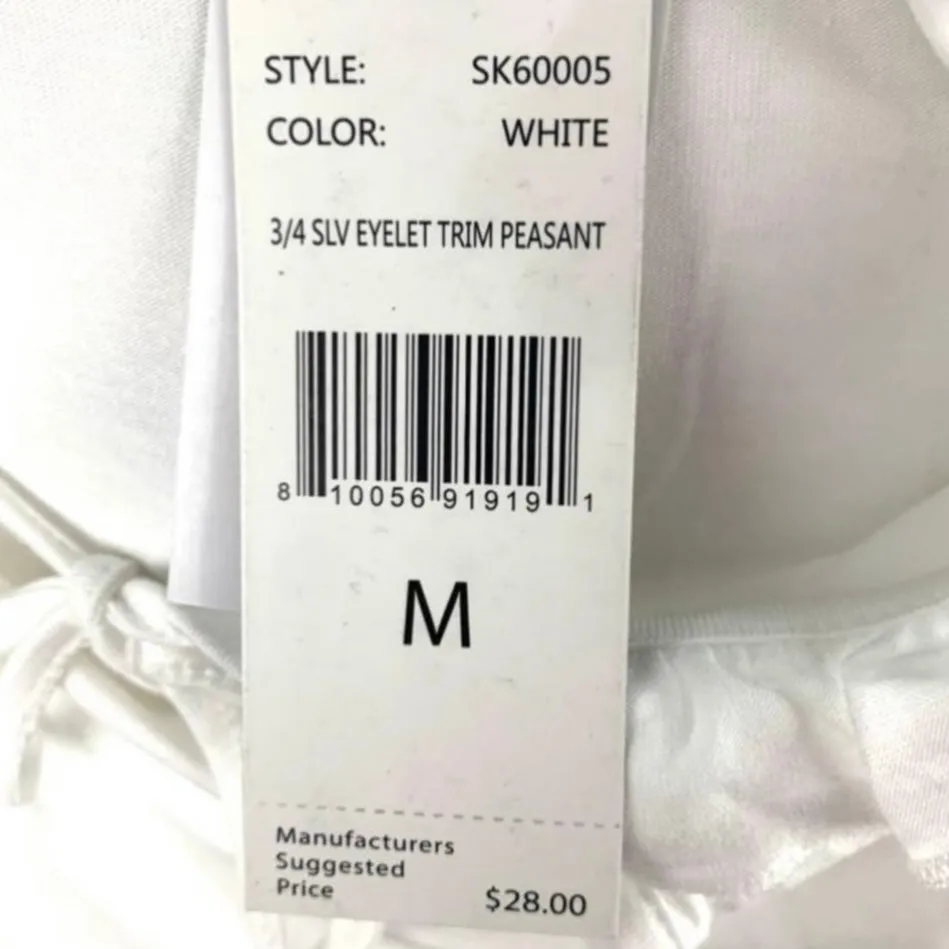 STYLE: SK60005
COLOR: WHITE
3/4 SLV EYELET TRIM PEASANT
8 10056 91919 1
M
Manufacturers
Suggested
Price $28.00